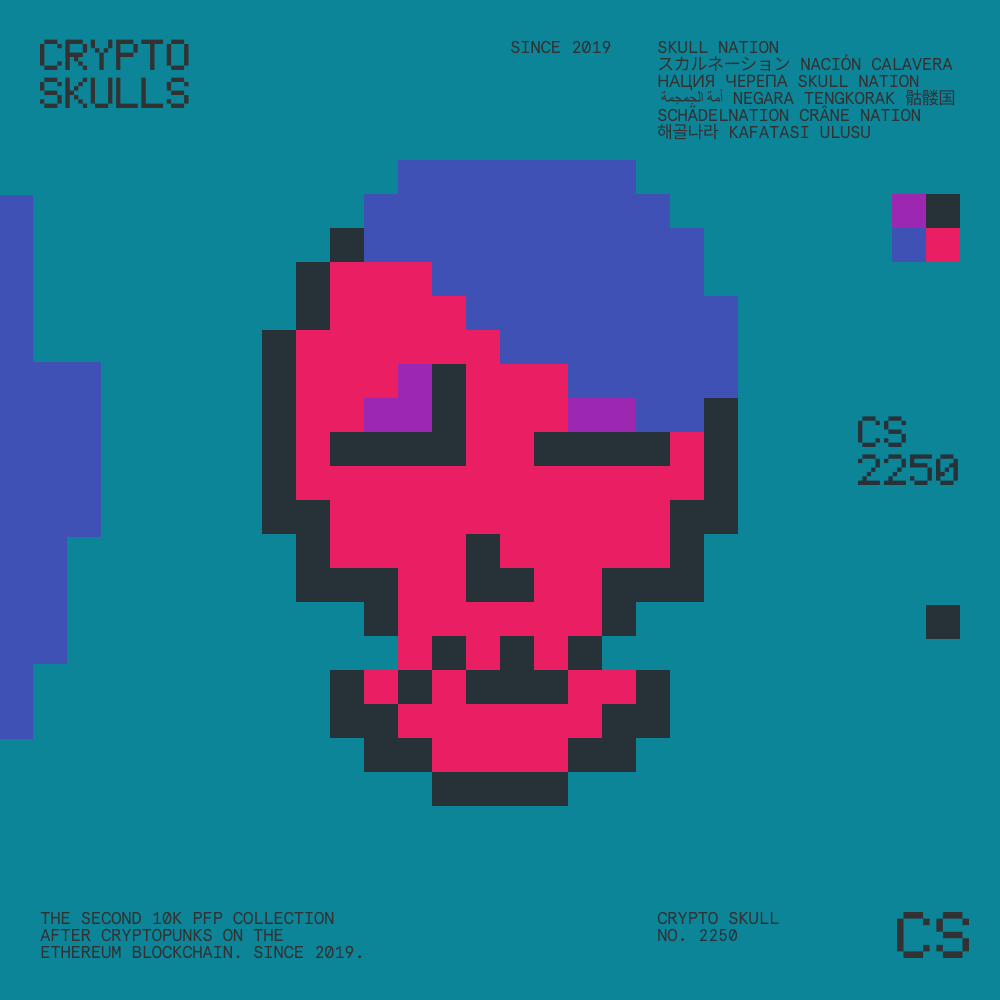 CRYPTO
SKULLS
SINCE 2019
SKULL NATION
スカルネーション NACIÓN CALAVERA
НАЦИЯ ЧЕРЕПА SKULL NATION
أمة الجمجمة NEGARA TENGKORAK 骷髅国
SCHÄDELNATION CRÂNE NATION
해골나라 KAFATASI ULUSU
CS
2250
THE SECOND 10K PFP COLLECTION
AFTER CRYPTOPUNKS ON THE
ETHEREUM BLOCKCHAIN. SINCE 2019.
CRYPTO SKULL
NO. 2250
CS